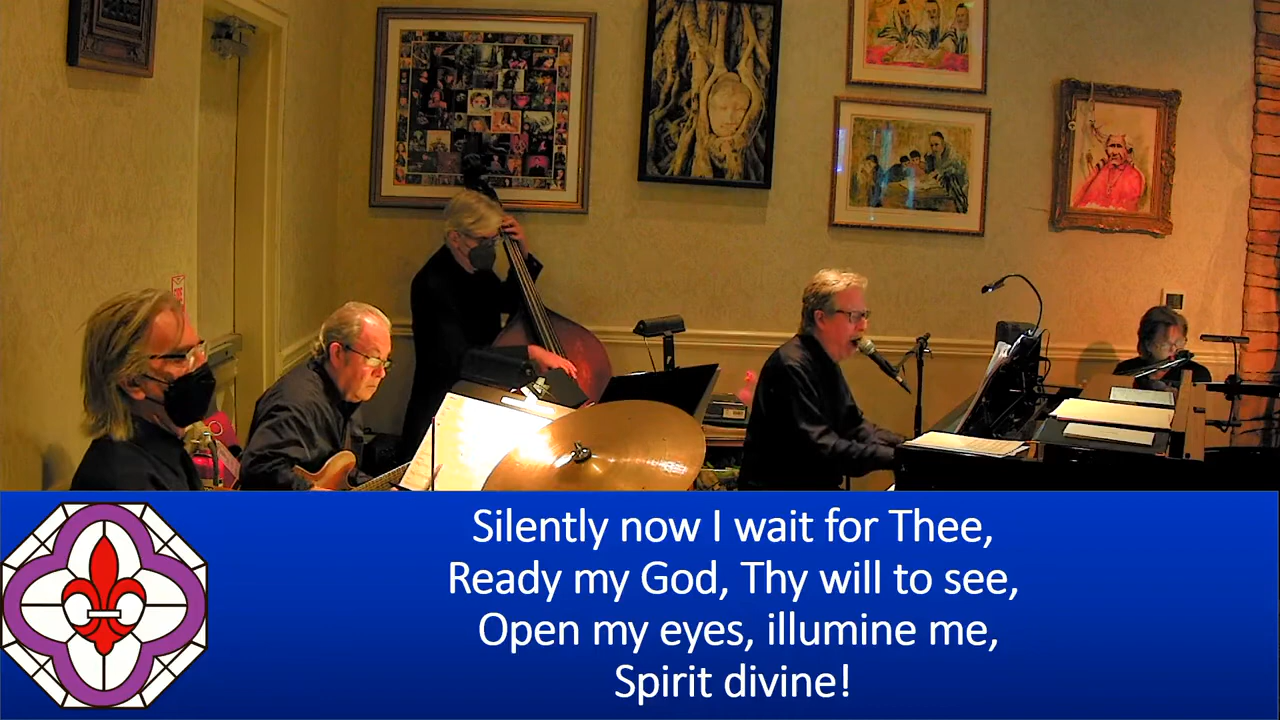 Silently now I wait for Thee,
Ready my God, Thy will to see,
Open my eyes, illumine me,
Spirit divine!